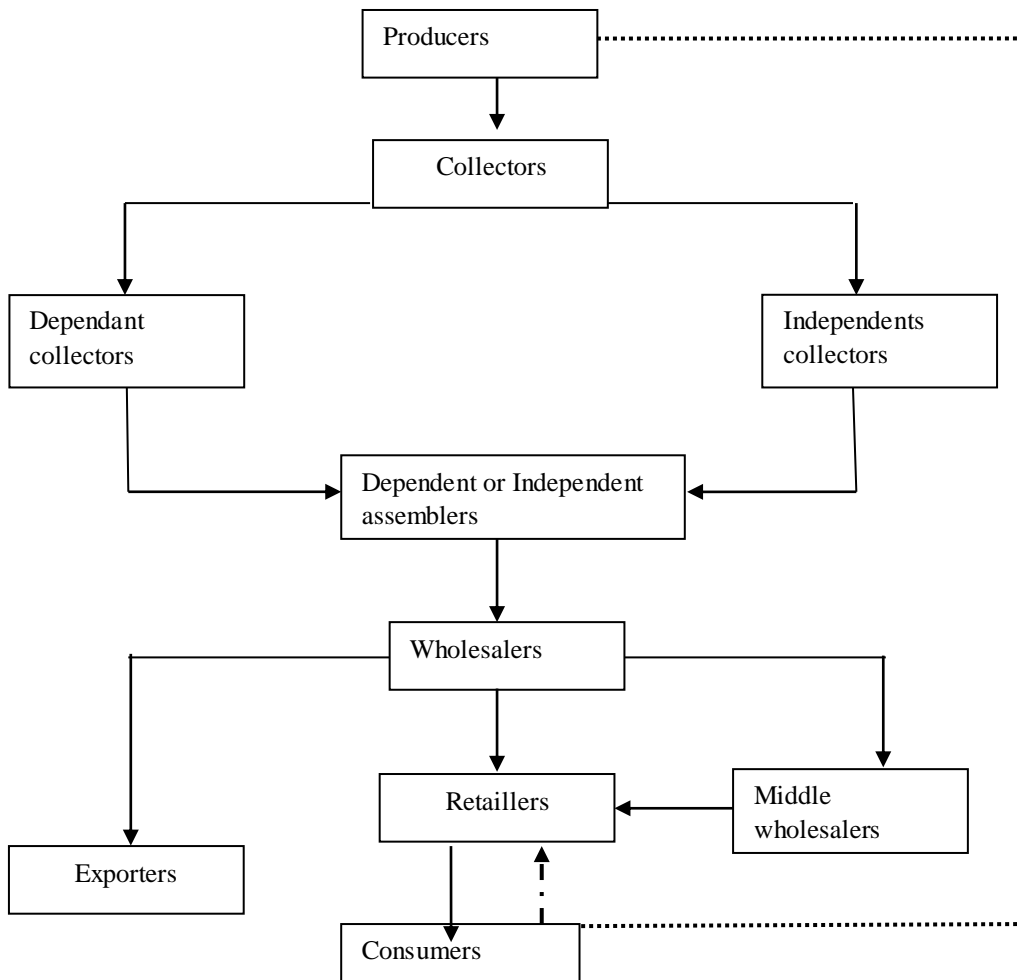 Producers
Collectors
Dependant
collectors
Independents
collectors
Dependent or Independent
assemblers
Wholesalers
Retaillers
Middle
wholesalers
Exporters
Consumers